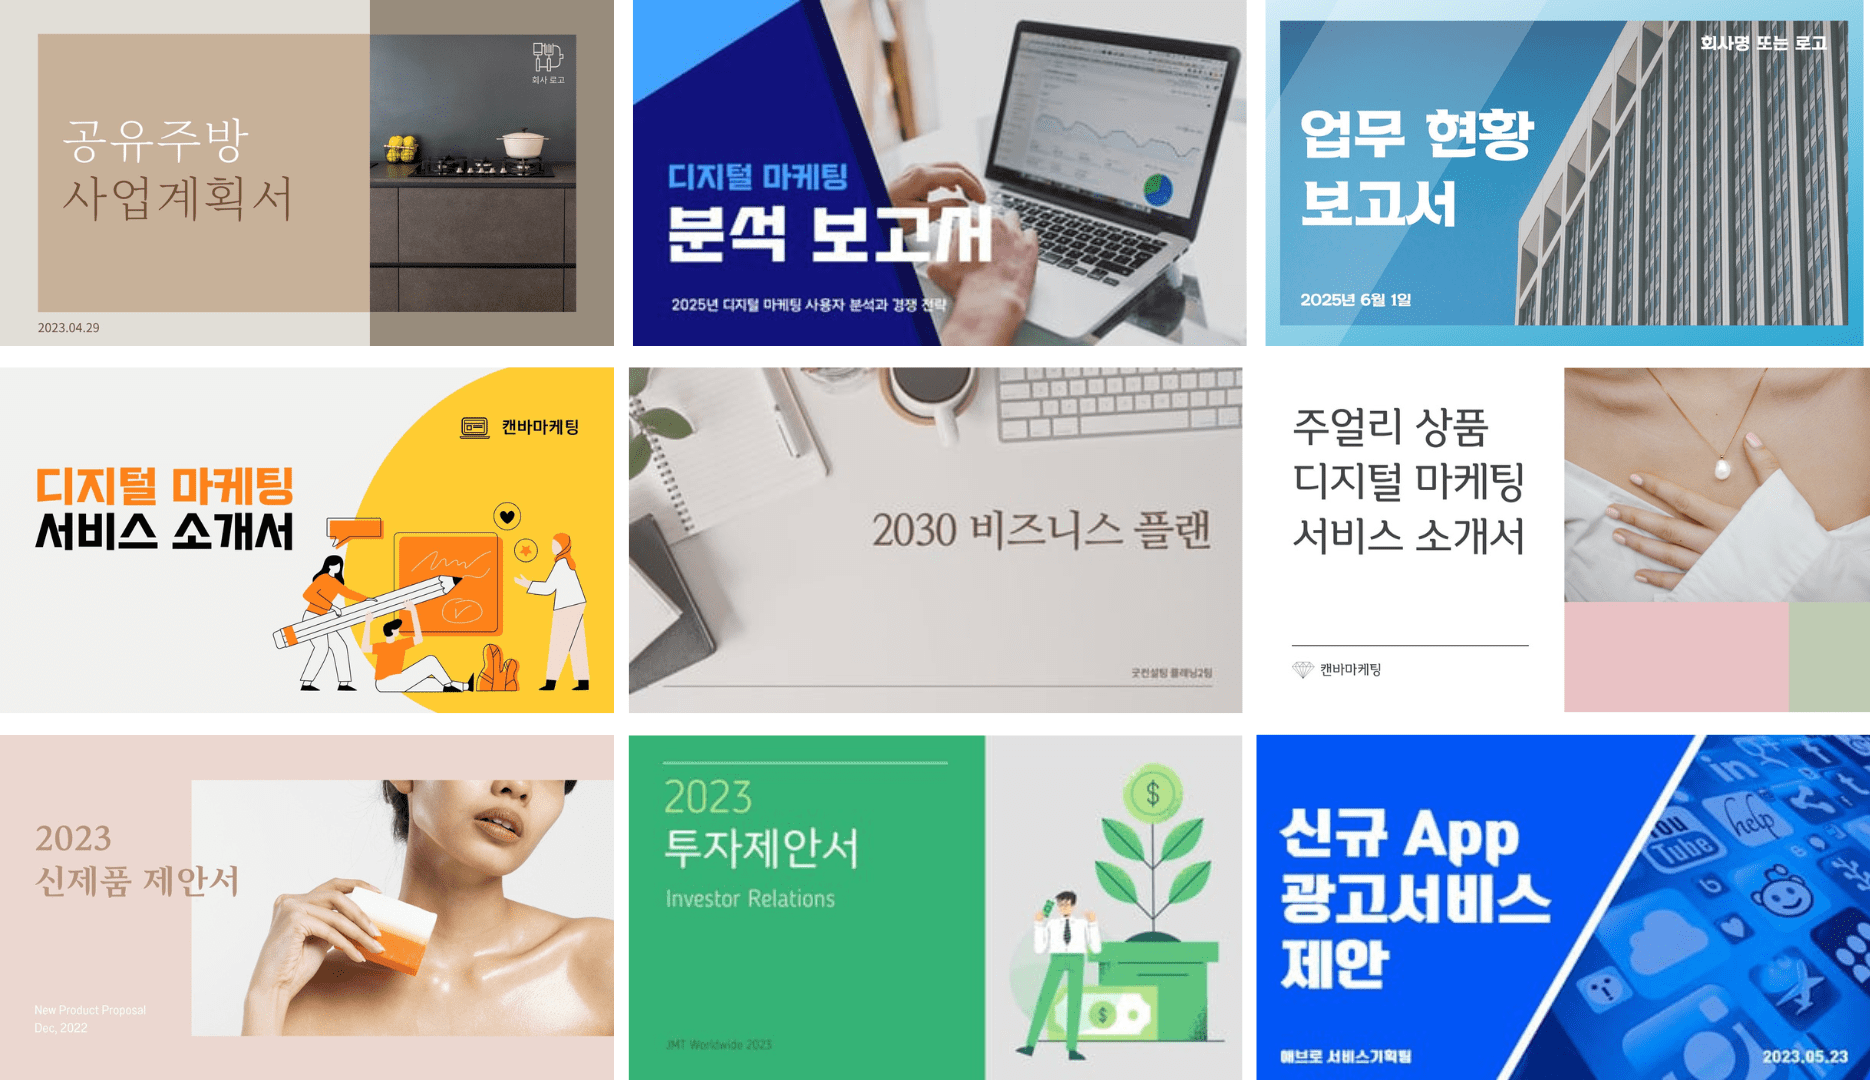 회사 로고
공유주방
사업계획서
2023.04.29
디지털 마케팅
분석 보고서
2025년 디지털 마케팅 사용자 분석과 경쟁 전략
회사명 또는 로고
업무 현황
보고서
2025년 6월 1일
캔바마케팅
디지털 마케팅
서비스 소개서
2030 비즈니스 플랜
굿컨설팅 플래닝2팀
주얼리 상품
디지털 마케팅
서비스 소개서
캔바마케팅
2023
신제품 제안서
New Product Proposal
Dec, 2022
2023
투자제안서
Investor Relations
JMT Worldwide 2023
$
$
신규 App
광고서비스
제안
in
You
Tube
help
b
애브로 서비스기획팀
2023.05.23